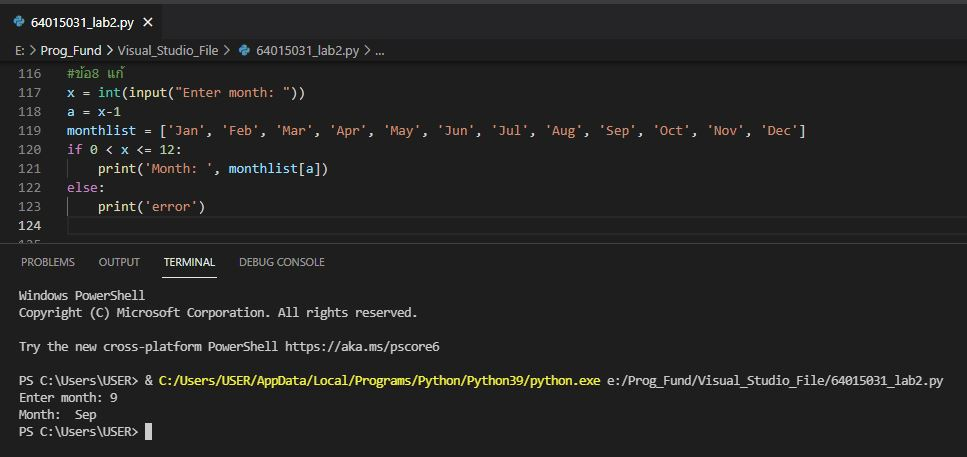 64015031_lab2.py ×
E: > Prog_Fund > Visual_Studio_File > 64015031_lab2.py > ...
116 #ข้อ8 แก้
117 x = int(input("Enter month: "))
118 a = x-1
119 monthlist = ['Jan', 'Feb', 'Mar', 'Apr', 'May', 'Jun', 'Jul', 'Aug', 'Sep', 'Oct', 'Nov', 'Dec']
120 if 0 < x <= 12:
121     print('Month: ', monthlist[a])
122 else:
123     print('error')
124
125
PROBLEMS OUTPUT TERMINAL DEBUG CONSOLE
Windows PowerShell
Copyright (C) Microsoft Corporation. All rights reserved.
Try the new cross-platform PowerShell https://aka.ms/pscore6
PS C:\Users\USER> & C:/Users/USER/AppData/Local/Programs/Python/Python39/python.exe e:/Prog_Fund/Visual_Studio_File/64015031_lab2.py
Enter month: 9
Month:  Sep
PS C:\Users\USER>